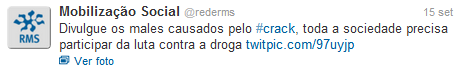 Mobilização Social @rederms 15 set
Divulgue os males causados pelo #crack, toda a sociedade precisa
participar da luta contra a droga twitpic.com/97uyjp
Ver foto
RMS